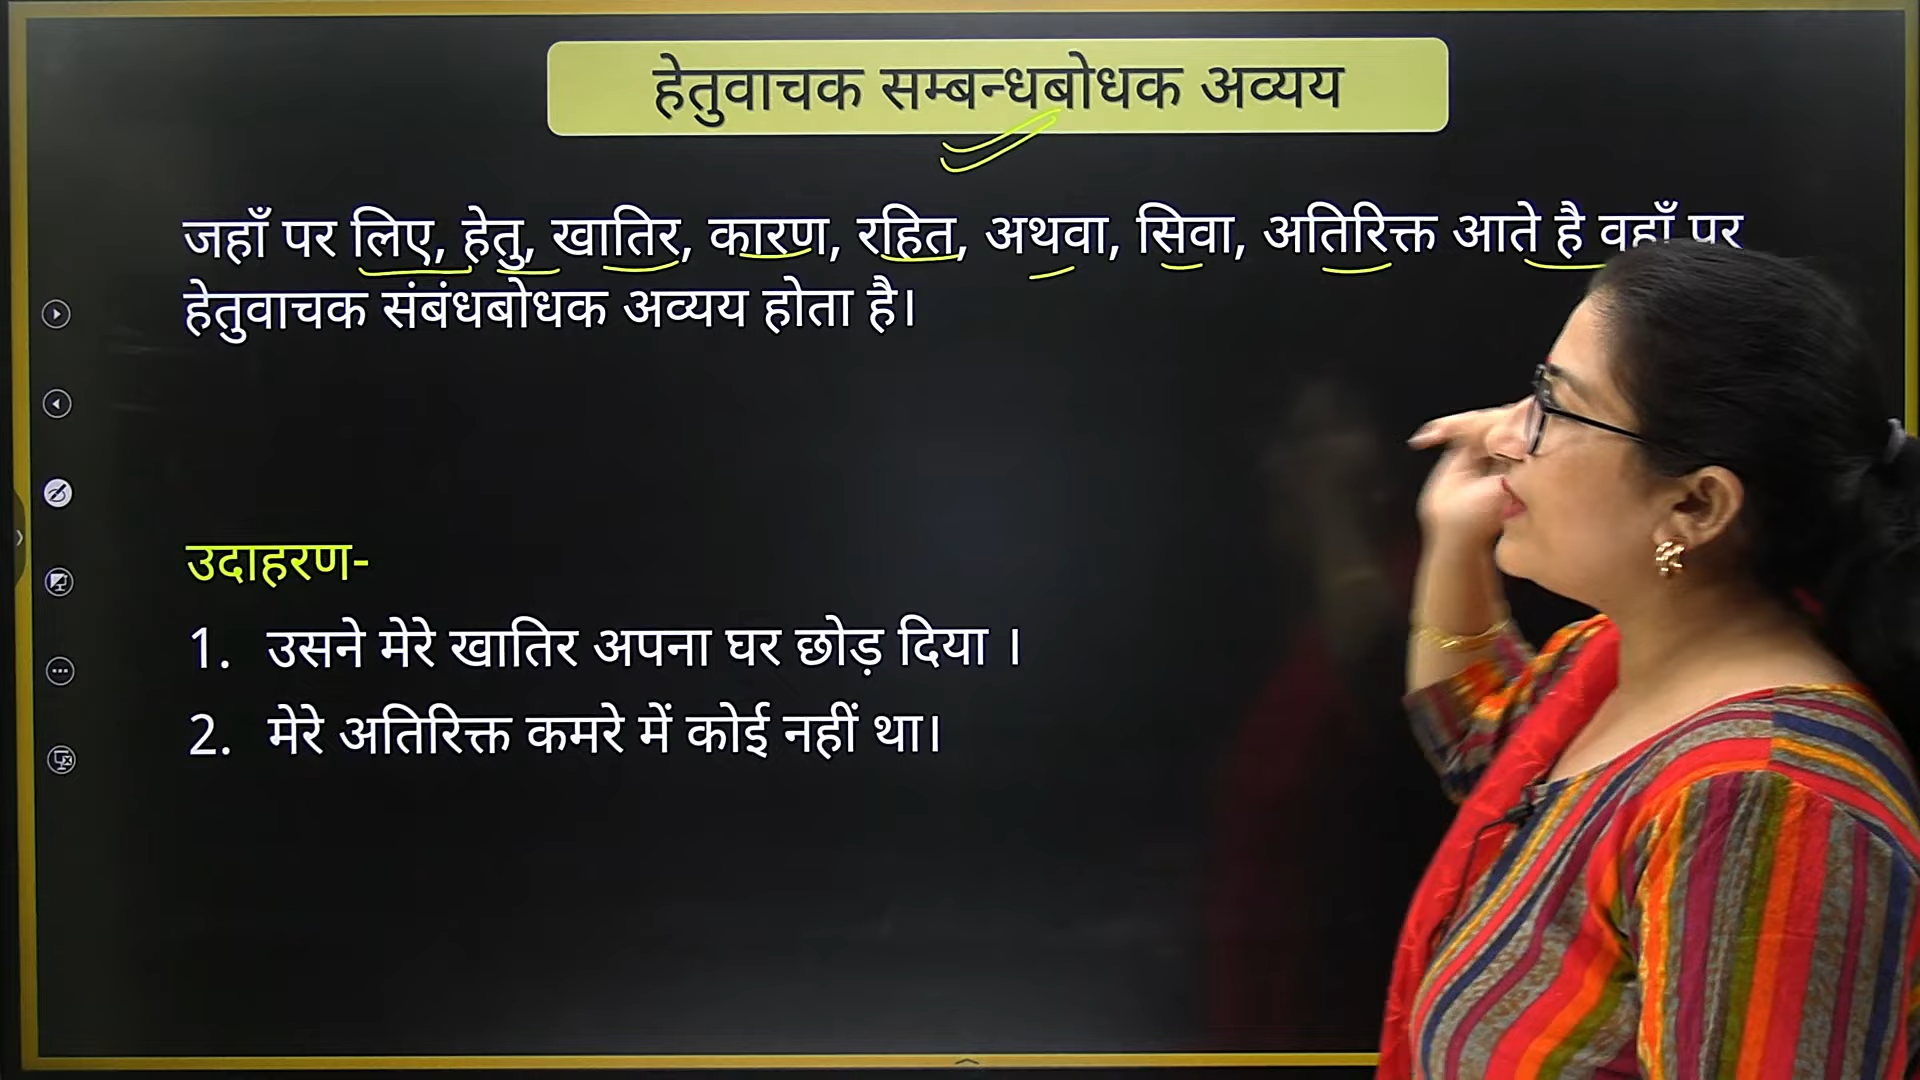 हेतुवाचक सम्बन्धबोधक अव्यय
जहाँ पर लिए, हेतु, खातिर, कारण, रहित, अथवा, सिवा, अतिरिक्त आते है वहाँ पर
हेतुवाचक संबंधबोधक अव्यय होता है।
उदाहरण-
1. उसने मेरे खातिर अपना घर छोड़ दिया ।
2. मेरे अतिरिक्त कमरे में कोई नहीं था।